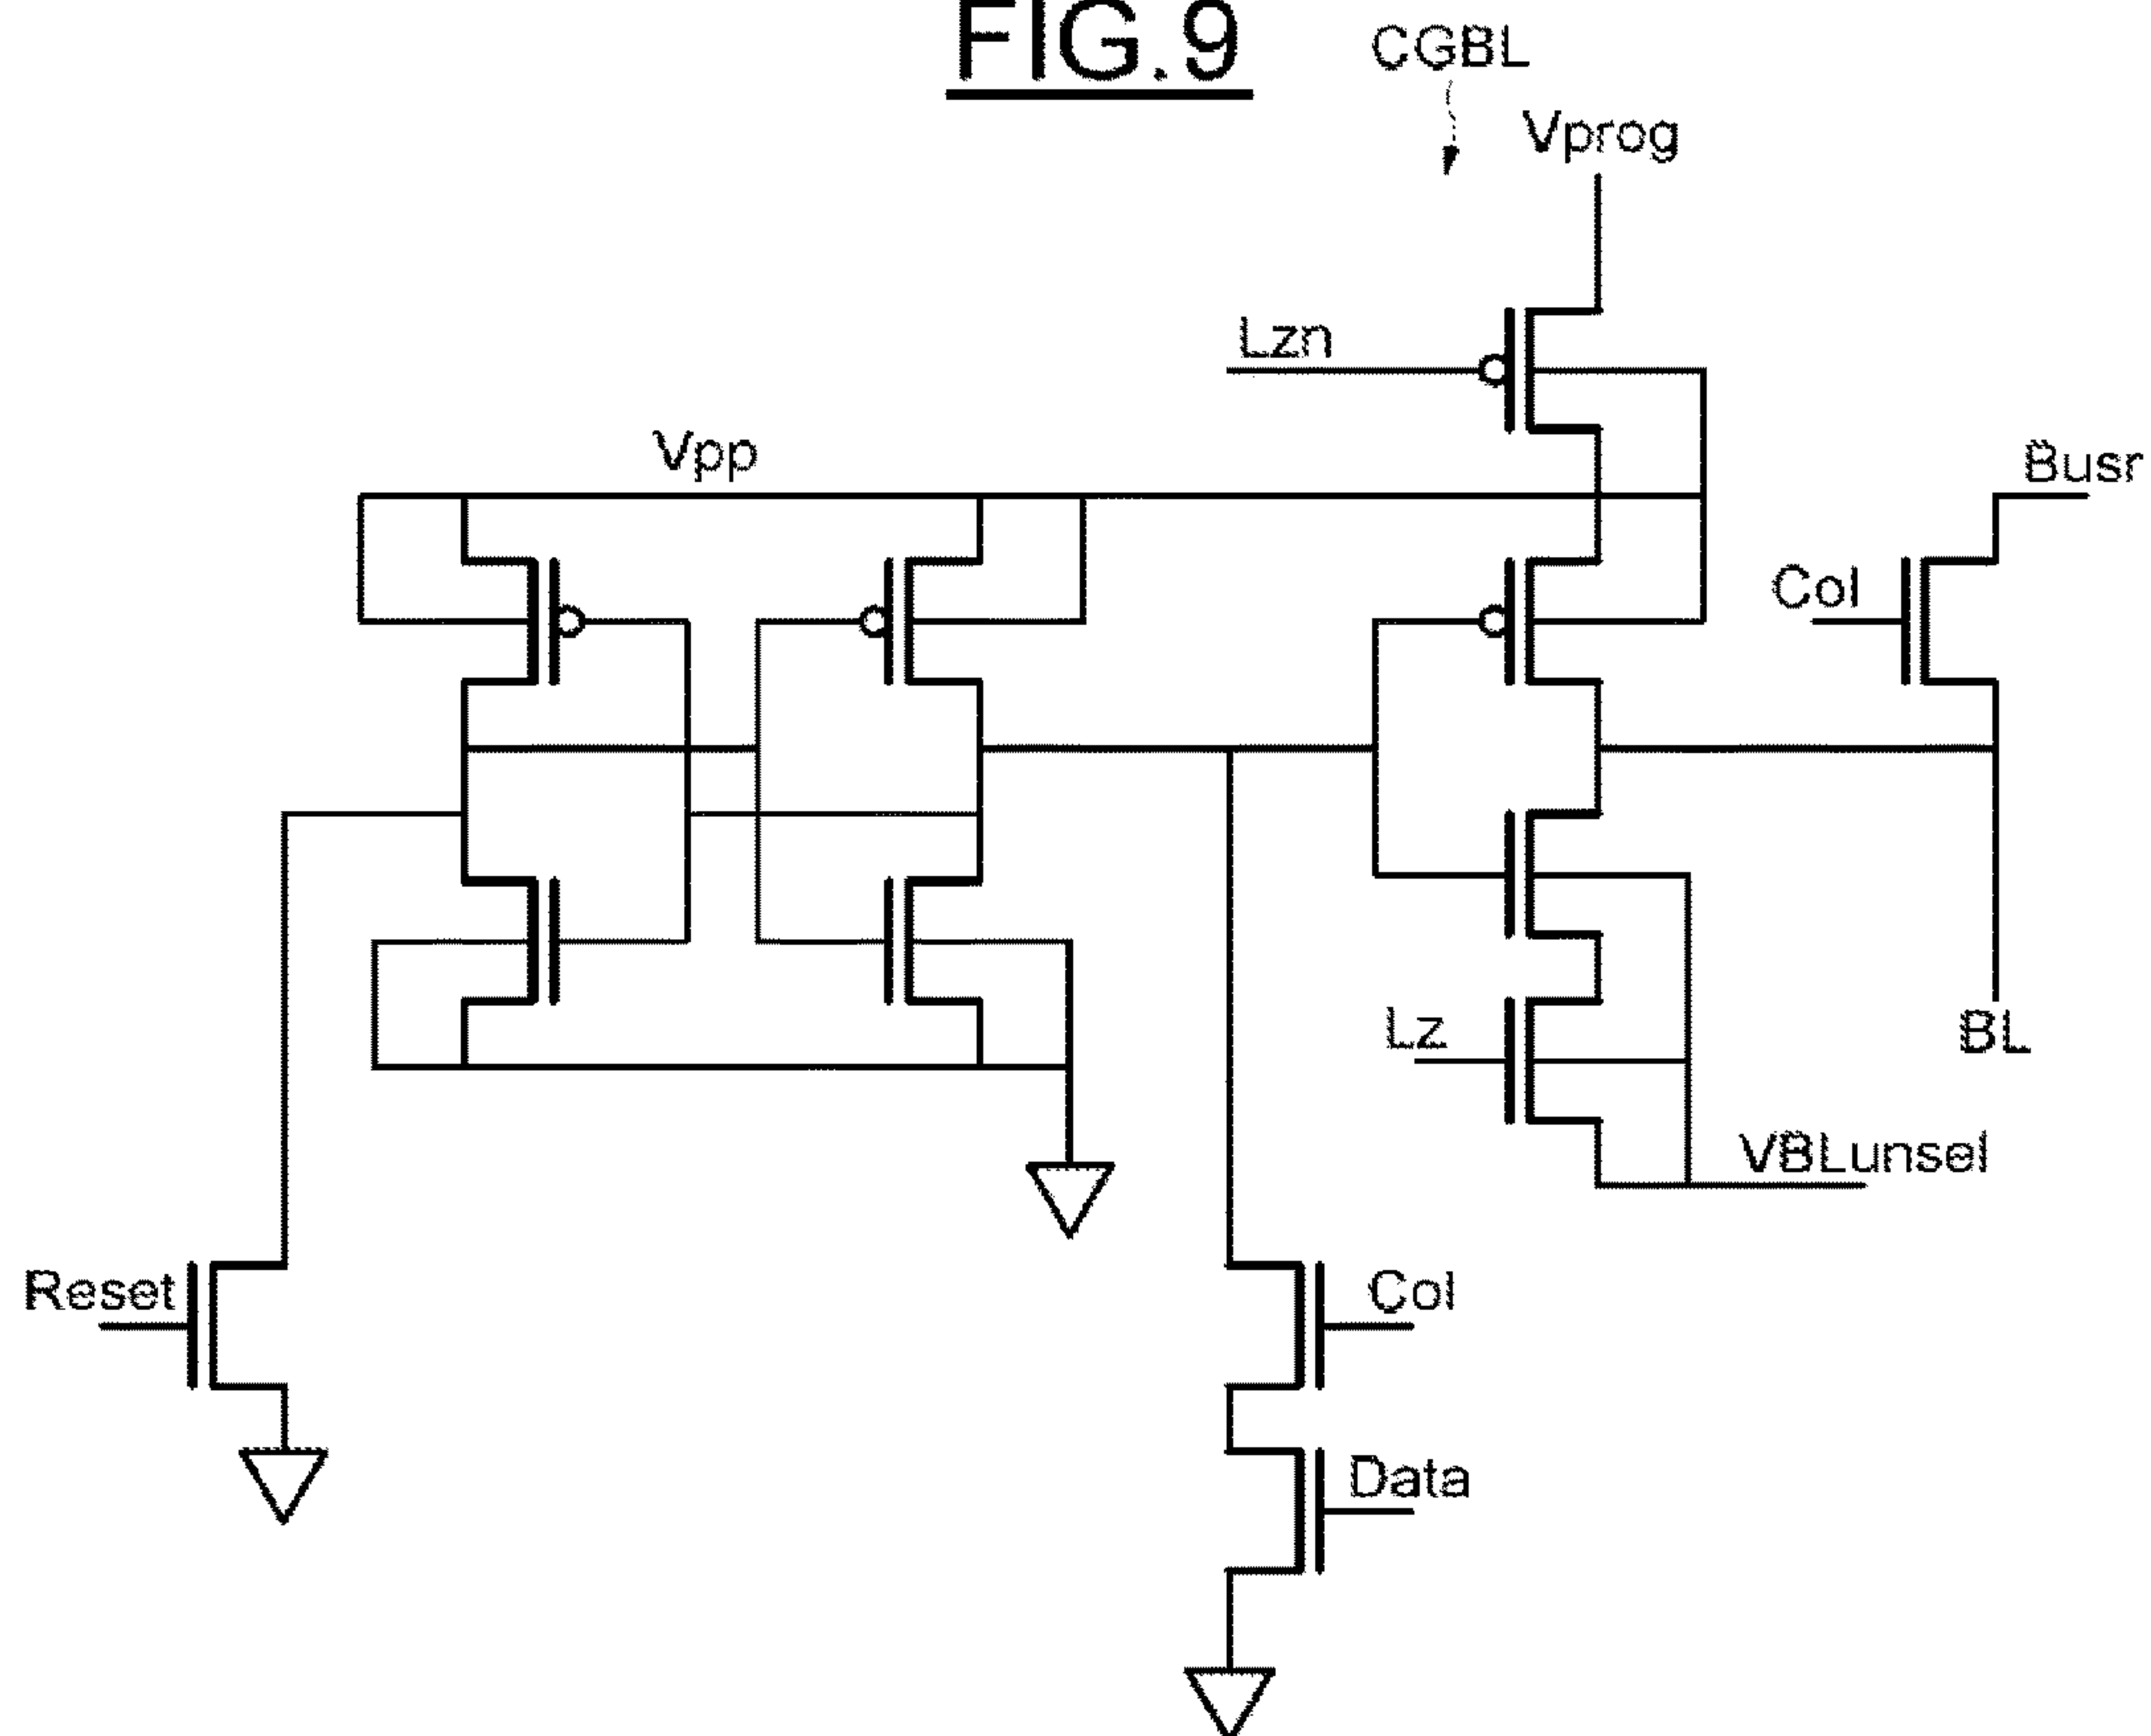 FIG.9
CGBL
Vprog
Lzn
Vpp
Busr
Col
Lz
BL
VBLunsel
Reset
Col
Data